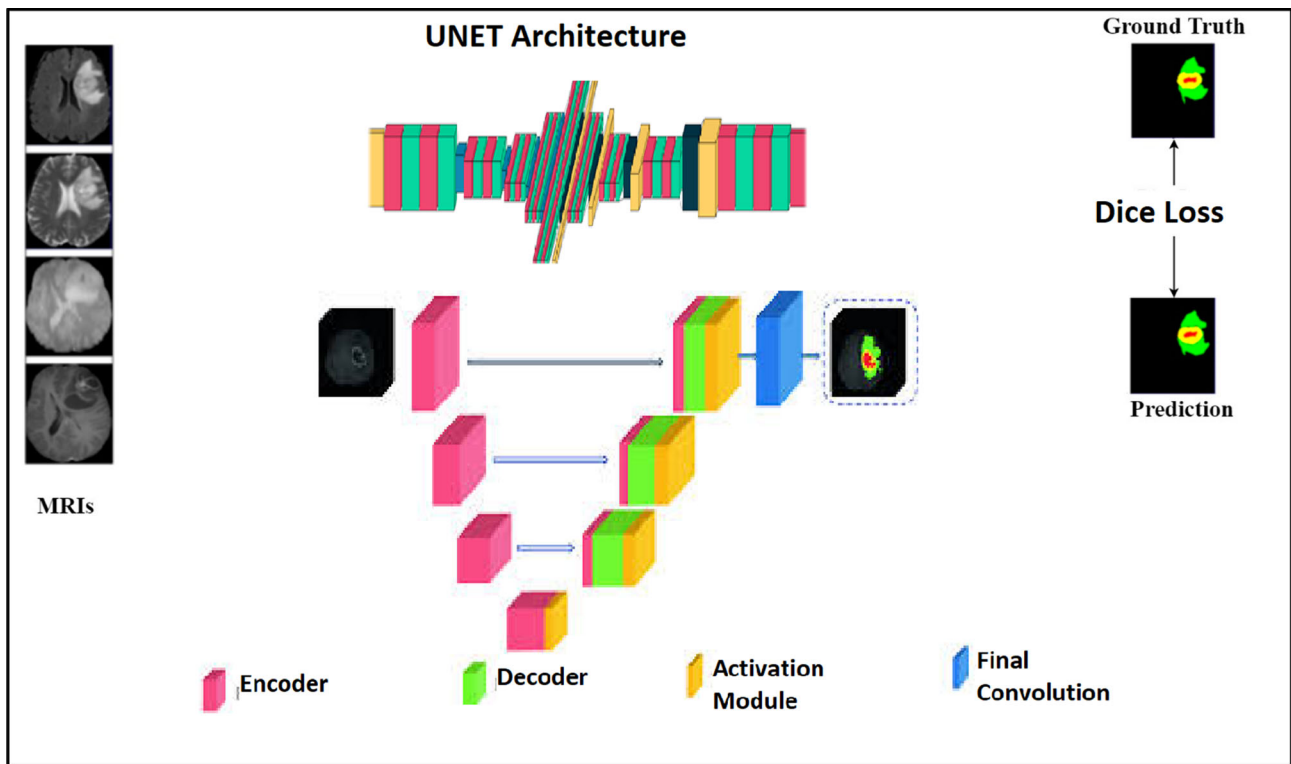 UNET Architecture
Ground Truth
Dice Loss
Prediction
MRIs
Encoder
Decoder
Activation
Module
Final
Convolution